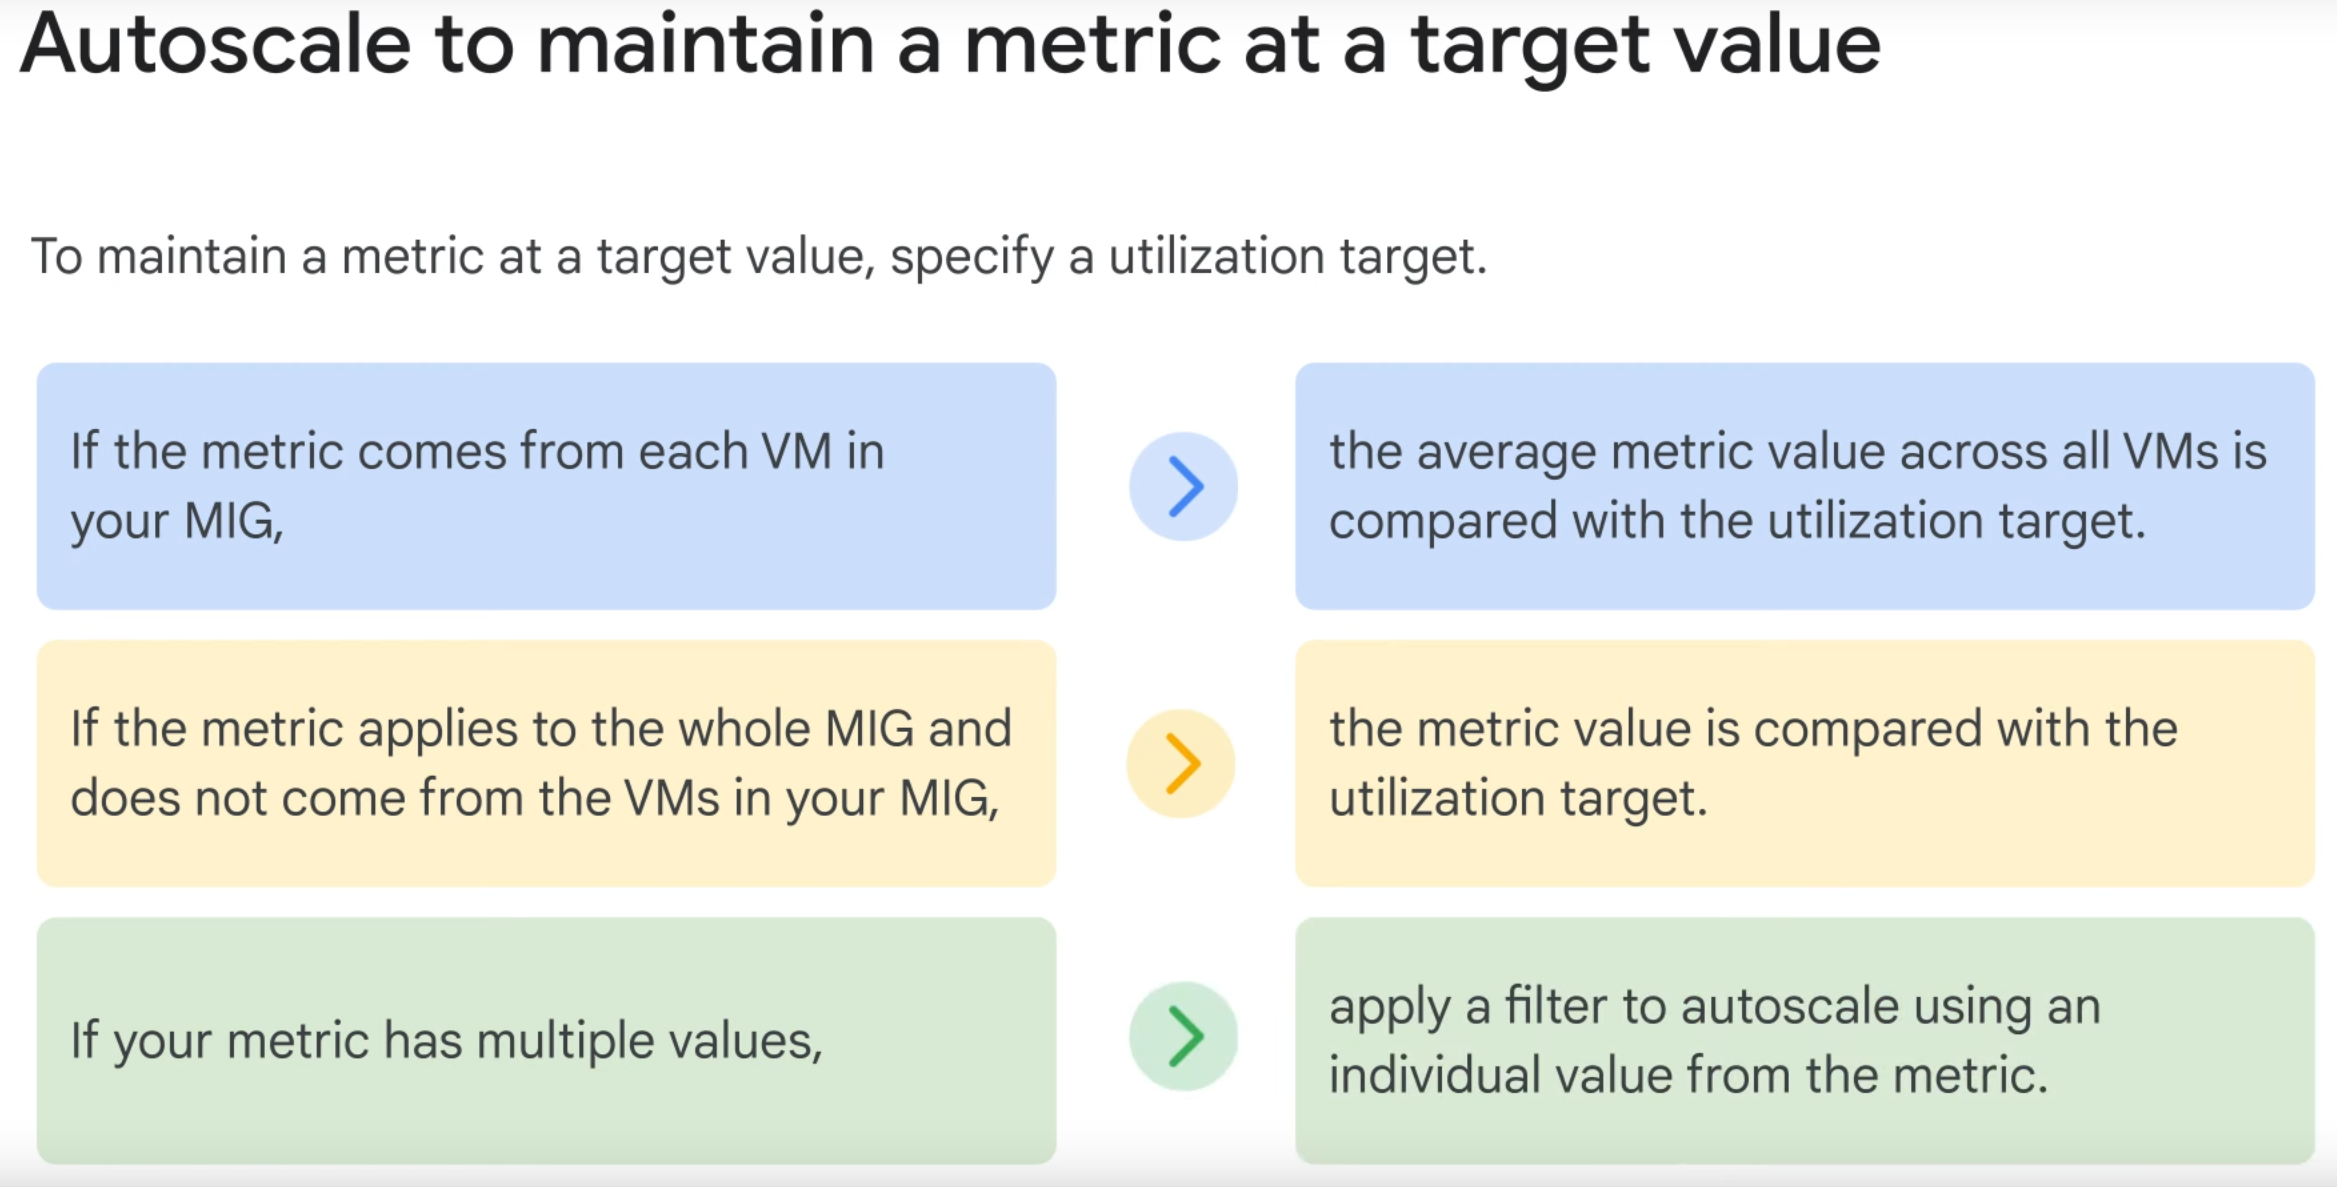 Autoscale to maintain a metric at a target value
To maintain a metric at a target value, specify a utilization target.
If the metric comes from each VM in
your MIG,
the average metric value across all VMs is
compared with the utilization target.
If the metric applies to the whole MIG and
does not come from the VMs in your MIG,
the metric value is compared with the
utilization target.
If your metric has multiple values,
apply a filter to autoscale using an
individual value from the metric.